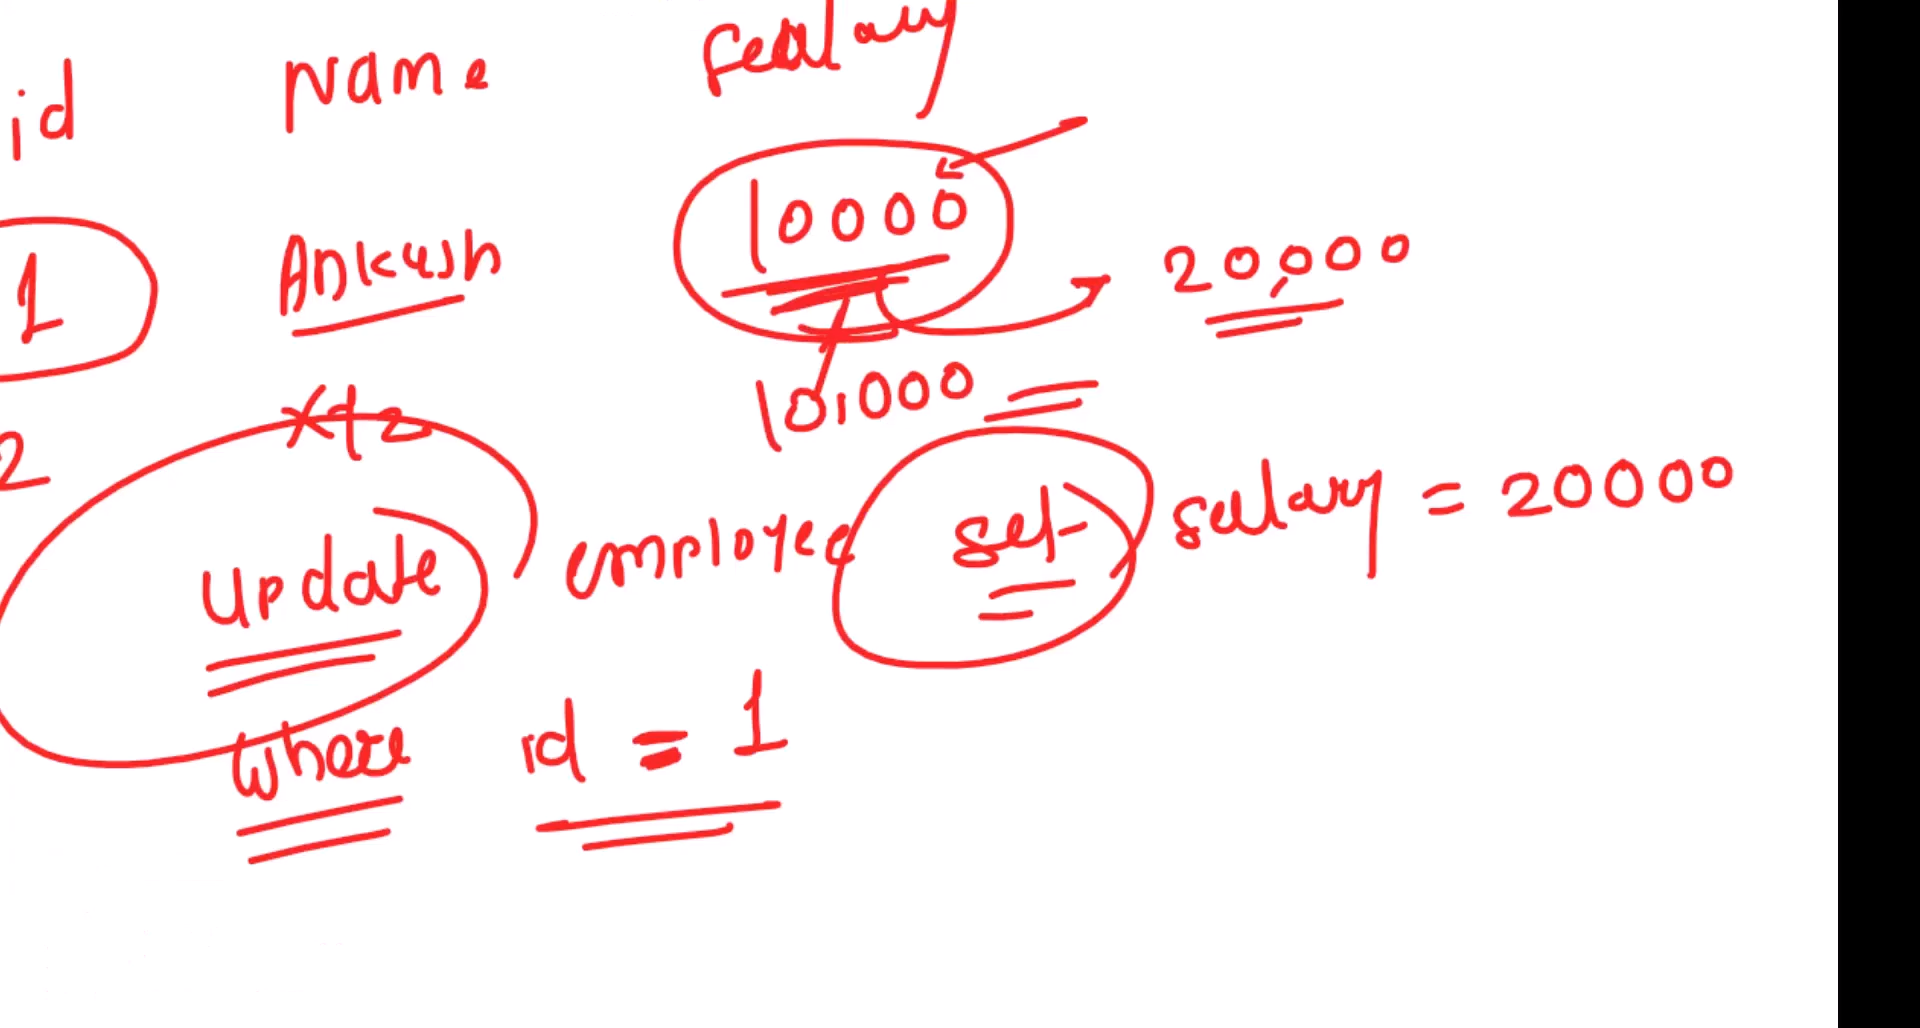 id Name Salary
1 Ankush 10000 20,000
2 xyz 10,000
update employee set salary = 20000
where id = 1